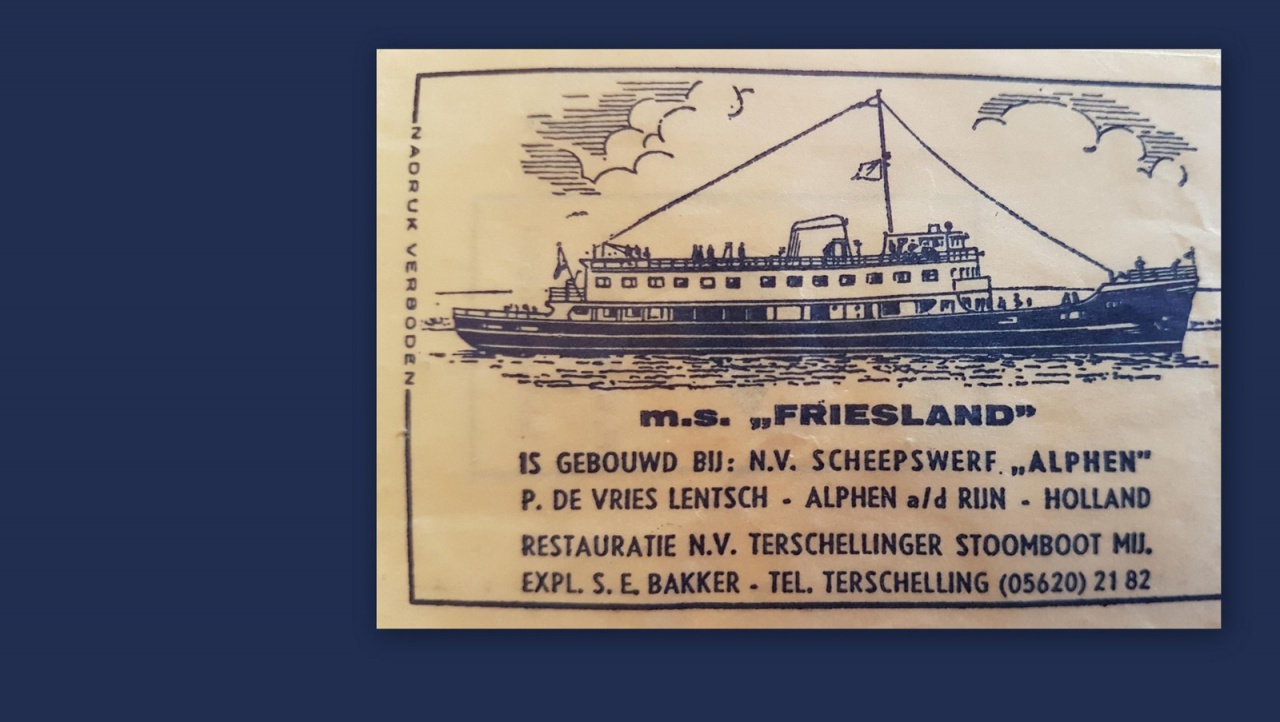 NADRUK VERBODEN
m.s. „FRIESLAND”
IS GEBOUWD BIJ: N.V. SCHEEPSWERF „ALPHEN”
P. DE VRIES LENTSCH - ALPHEN a/d RIJN - HOLLAND
RESTAURATIE N.V. TERSCHELLINGER STOOMBOOT MIJ.
EXPL. S. E. BAKKER - TEL. TERSCHELLING (05620) 21 82